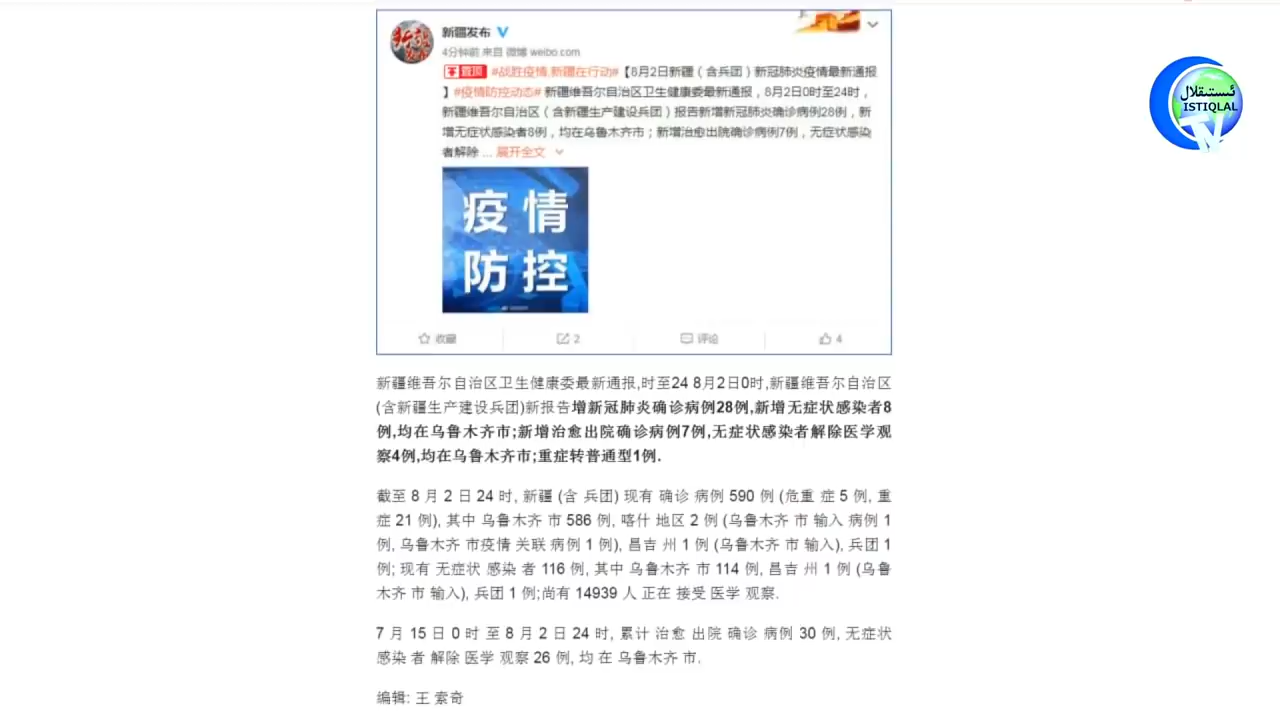 新疆发布
4分钟前 来自 微博 weibo.com
置顶 #战胜疫情,新疆在行动# 【8月2日新疆（含兵团）新冠肺炎疫情最新通报
】#疫情防控动态# 新疆维吾尔自治区卫生健康委最新通报，8月2日0时至24时，
新疆维吾尔自治区（含新疆生产建设兵团）报告新增新冠肺炎确诊病例28例，新
增无症状感染者8例，均在乌鲁木齐市；新增治愈出院确诊病例7例，无症状感染
者解除 ... 展开全文
疫情
防控
收藏
2
评论
4
ئىستىقلال
ISTIQLAL
TV
新疆维吾尔自治区卫生健康委最新通报,时至24 8月2日0时,新疆维吾尔自治区
(含新疆生产建设兵团)新报告增新冠肺炎确诊病例28例,新增无症状感染者8
例,均在乌鲁木齐市;新增治愈出院确诊病例7例,无症状感染者解除医学观
察4例,均在乌鲁木齐市;重症转普通型1例.
截至 8 月 2 日 24 时, 新疆 (含 兵团) 现有 确诊 病例 590 例 (危重 症 5 例, 重
症 21 例), 其中 乌鲁木齐 市 586 例, 喀什 地区 2 例 (乌鲁木齐 市 输入 病例 1
例, 乌鲁木齐 市疫情 关联 病例 1 例), 昌吉 州 1 例 (乌鲁木齐 市 输入), 兵团 1
例; 现有 无症状 感染 者 116 例, 其中 乌鲁木齐 市 114 例, 昌吉 州 1 例 (乌鲁
木齐 市 输入), 兵团 1 例;尚有 14939 人 正在 接受 医学 观察.
7 月 15 日 0 时 至 8 月 2 日 24 时, 累计 治愈 出院 确诊 病例 30 例, 无症状
感染 者 解除 医学 观察 26 例, 均 在 乌鲁木齐 市.
编辑: 王 索奇